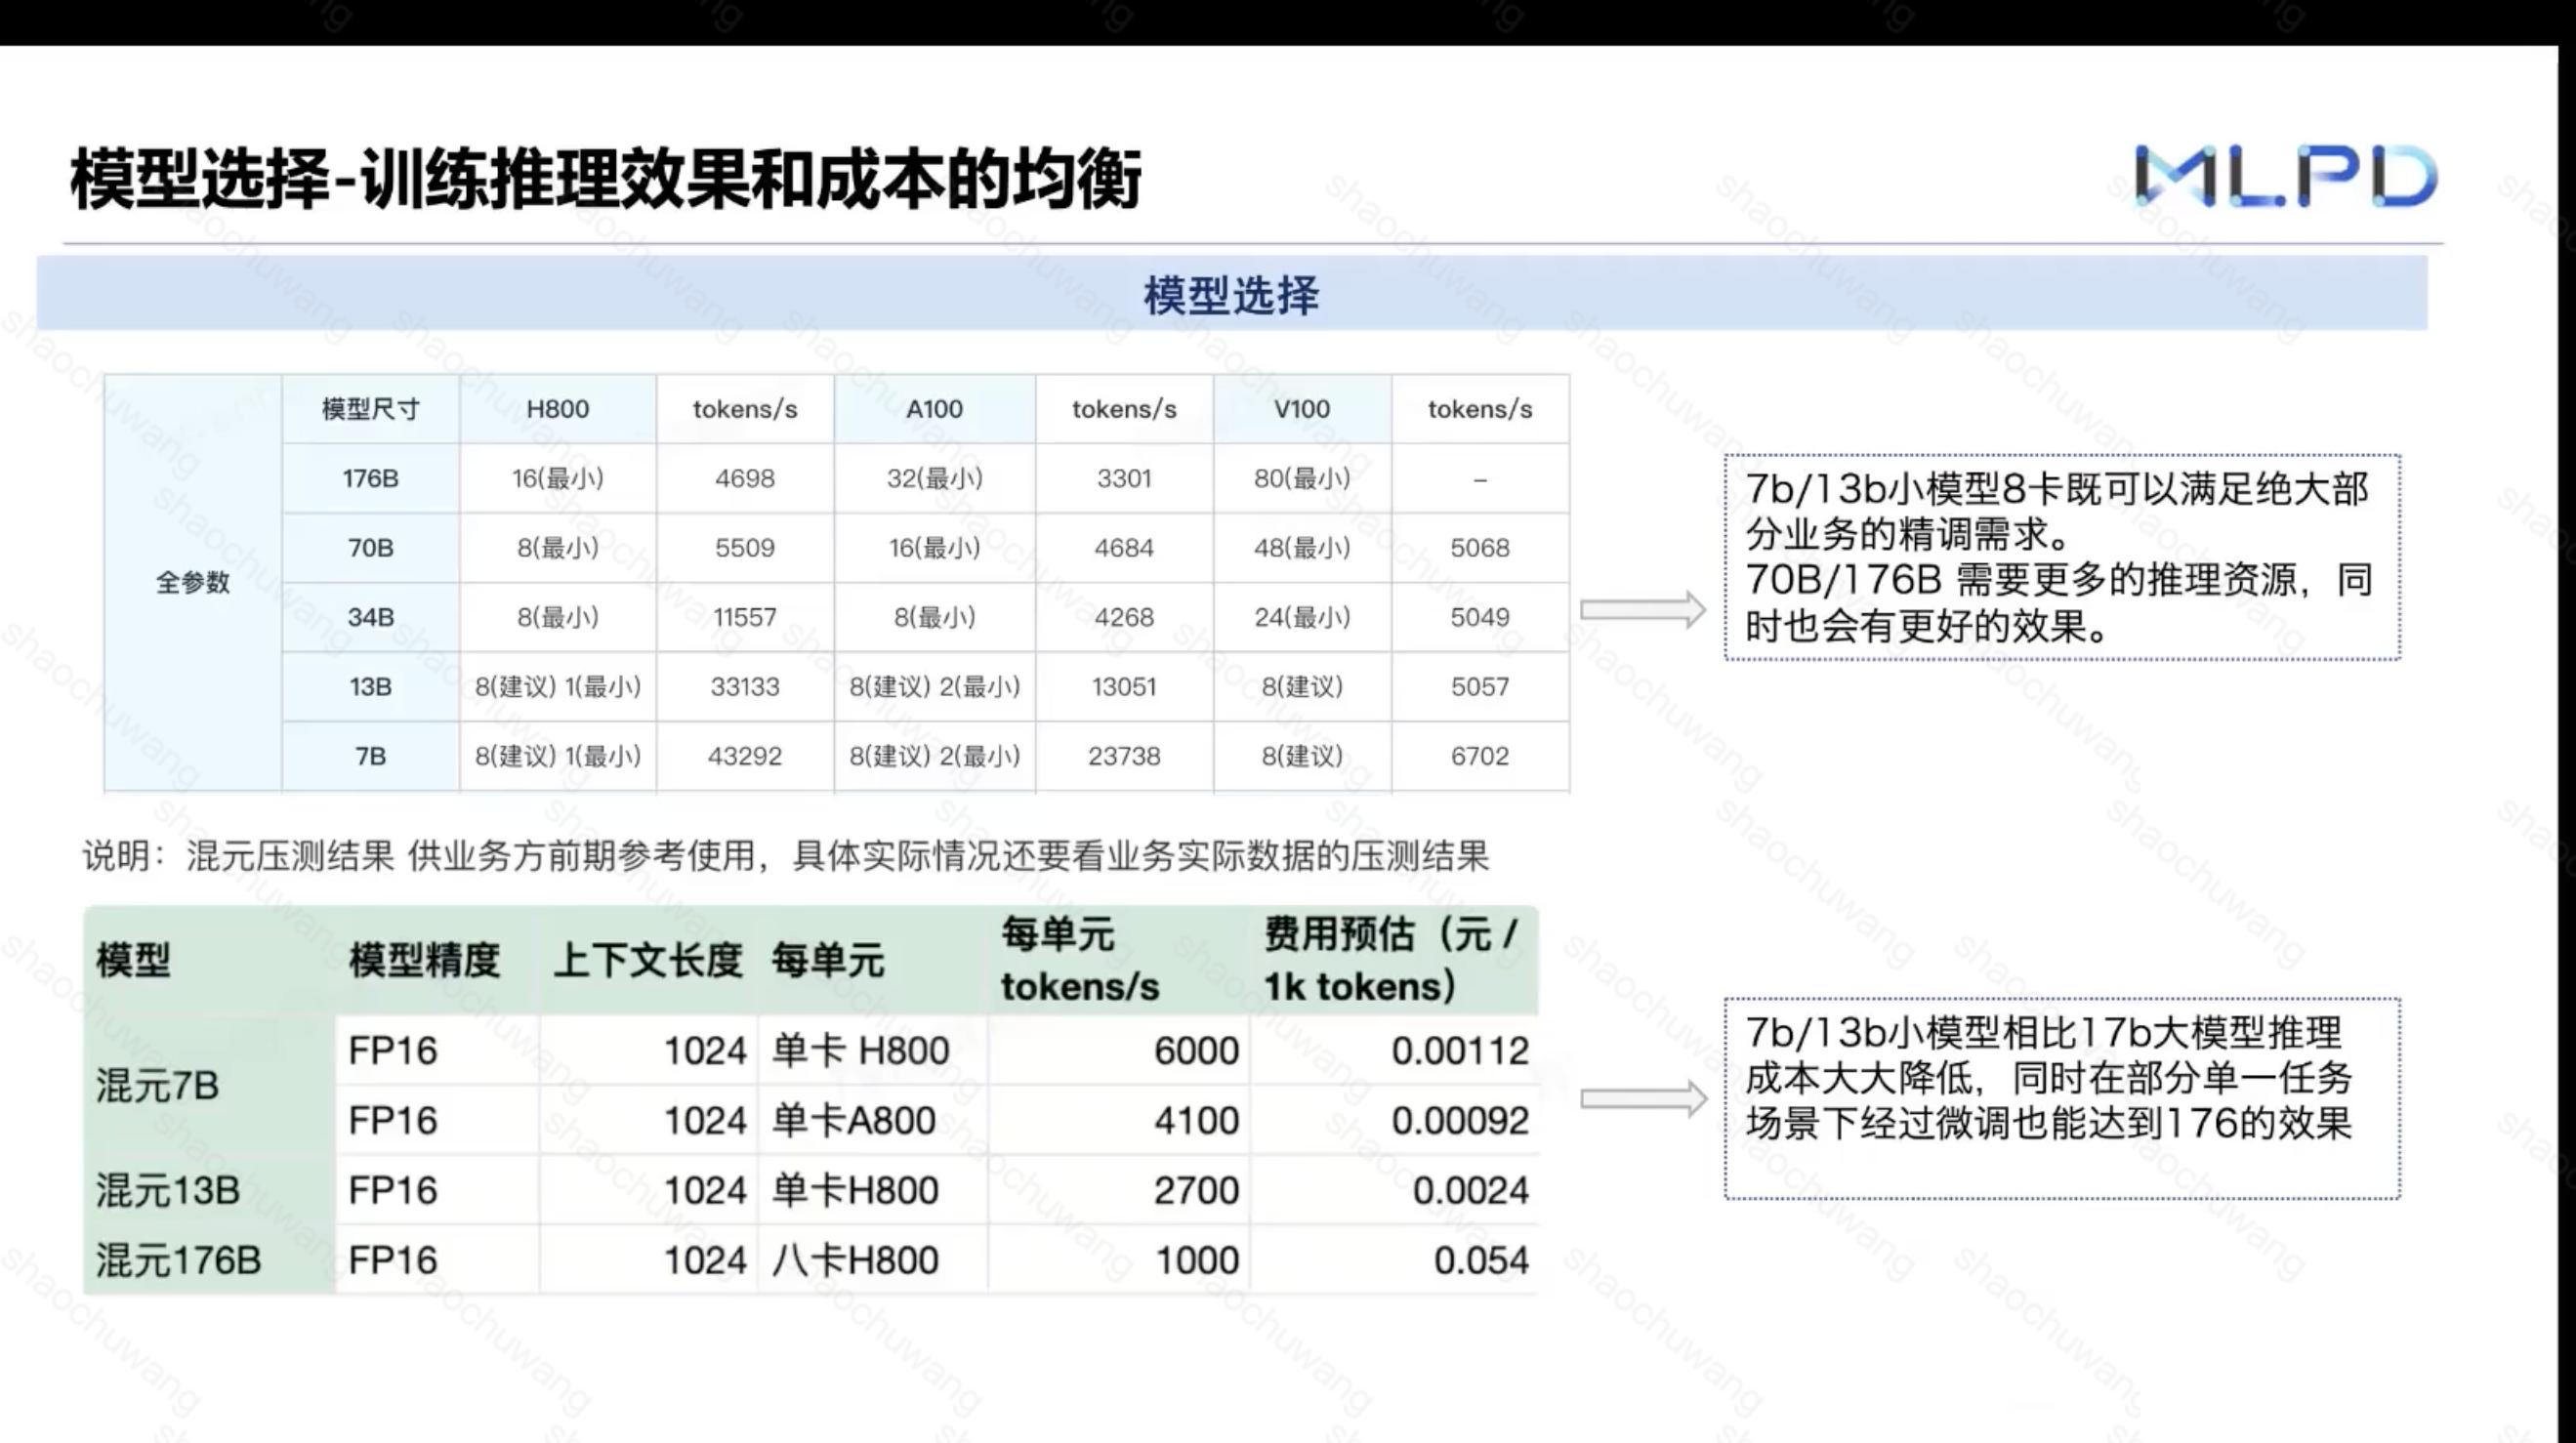 模型选择-训练推理效果和成本的均衡
MLPD
模型选择
全参数 模型尺寸 H800 tokens/s A100 tokens/s V100 tokens/s
176B 16(最小) 4698 32(最小) 3301 80(最小) –
70B 8(最小) 5509 16(最小) 4684 48(最小) 5068
34B 8(最小) 11557 8(最小) 4268 24(最小) 5049
13B 8(建议) 1(最小) 33133 8(建议) 2(最小) 13051 8(建议) 5057
7B 8(建议) 1(最小) 43292 8(建议) 2(最小) 23738 8(建议) 6702
7b/13b小模型8卡既可以满足绝大部
分业务的精调需求。
70B/176B 需要更多的推理资源，同
时也会有更好的效果。
说明：混元压测结果 供业务方前期参考使用，具体实际情况还要看业务实际数据的压测结果
模型 模型精度 上下文长度 每单元 每单元 tokens/s 费用预估（元 / 1k tokens）
混元7B FP16 1024 单卡 H800 6000 0.00112
FP16 1024 单卡A800 4100 0.00092
混元13B FP16 1024 单卡H800 2700 0.0024
混元176B FP16 1024 八卡H800 1000 0.054
7b/13b小模型相比17b大模型推理
成本大大降低，同时在部分单一任务
场景下经过微调也能达到176的效果
shaochuwang